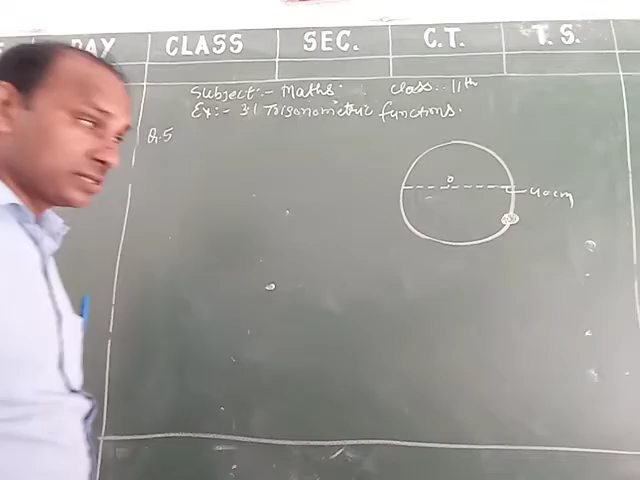 DAY CLASS SEC. C.T. T.S.
Subject:- Maths. Class:- 11th
Ex:- 3.1 Trigonometric functions.
Q.5
O
40cm